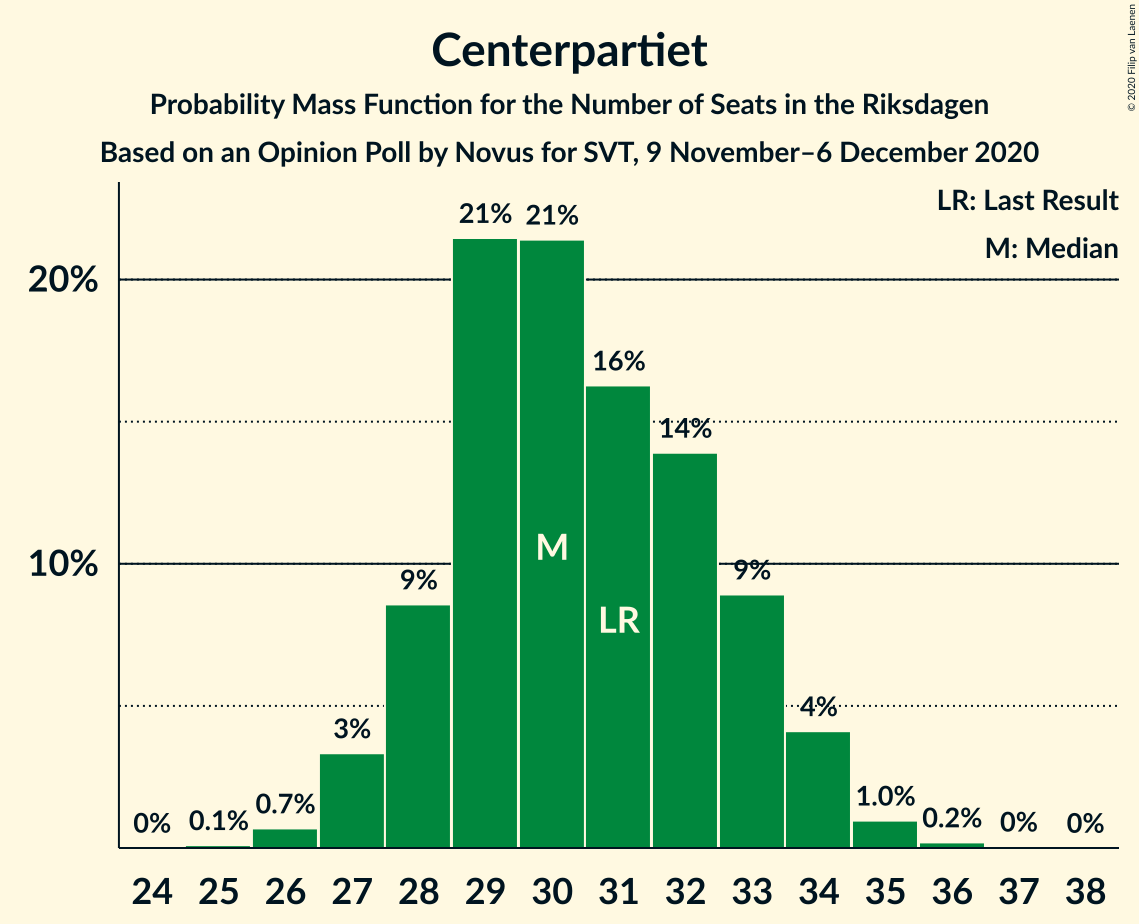 Centerpartiet
Probability Mass Function for the Number of Seats in the Riksdagen
Based on an Opinion Poll by Novus for SVT, 9 November–6 December 2020
© 2020 Filip van Laenen
LR: Last Result
M: Median
20%
10%
0%
0.1%
0.7%
3%
9%
21%
21%
16%
14%
9%
4%
1.0%
0.2%
0%
0%
M
LR
24 25 26 27 28 29 30 31 32 33 34 35 36 37 38